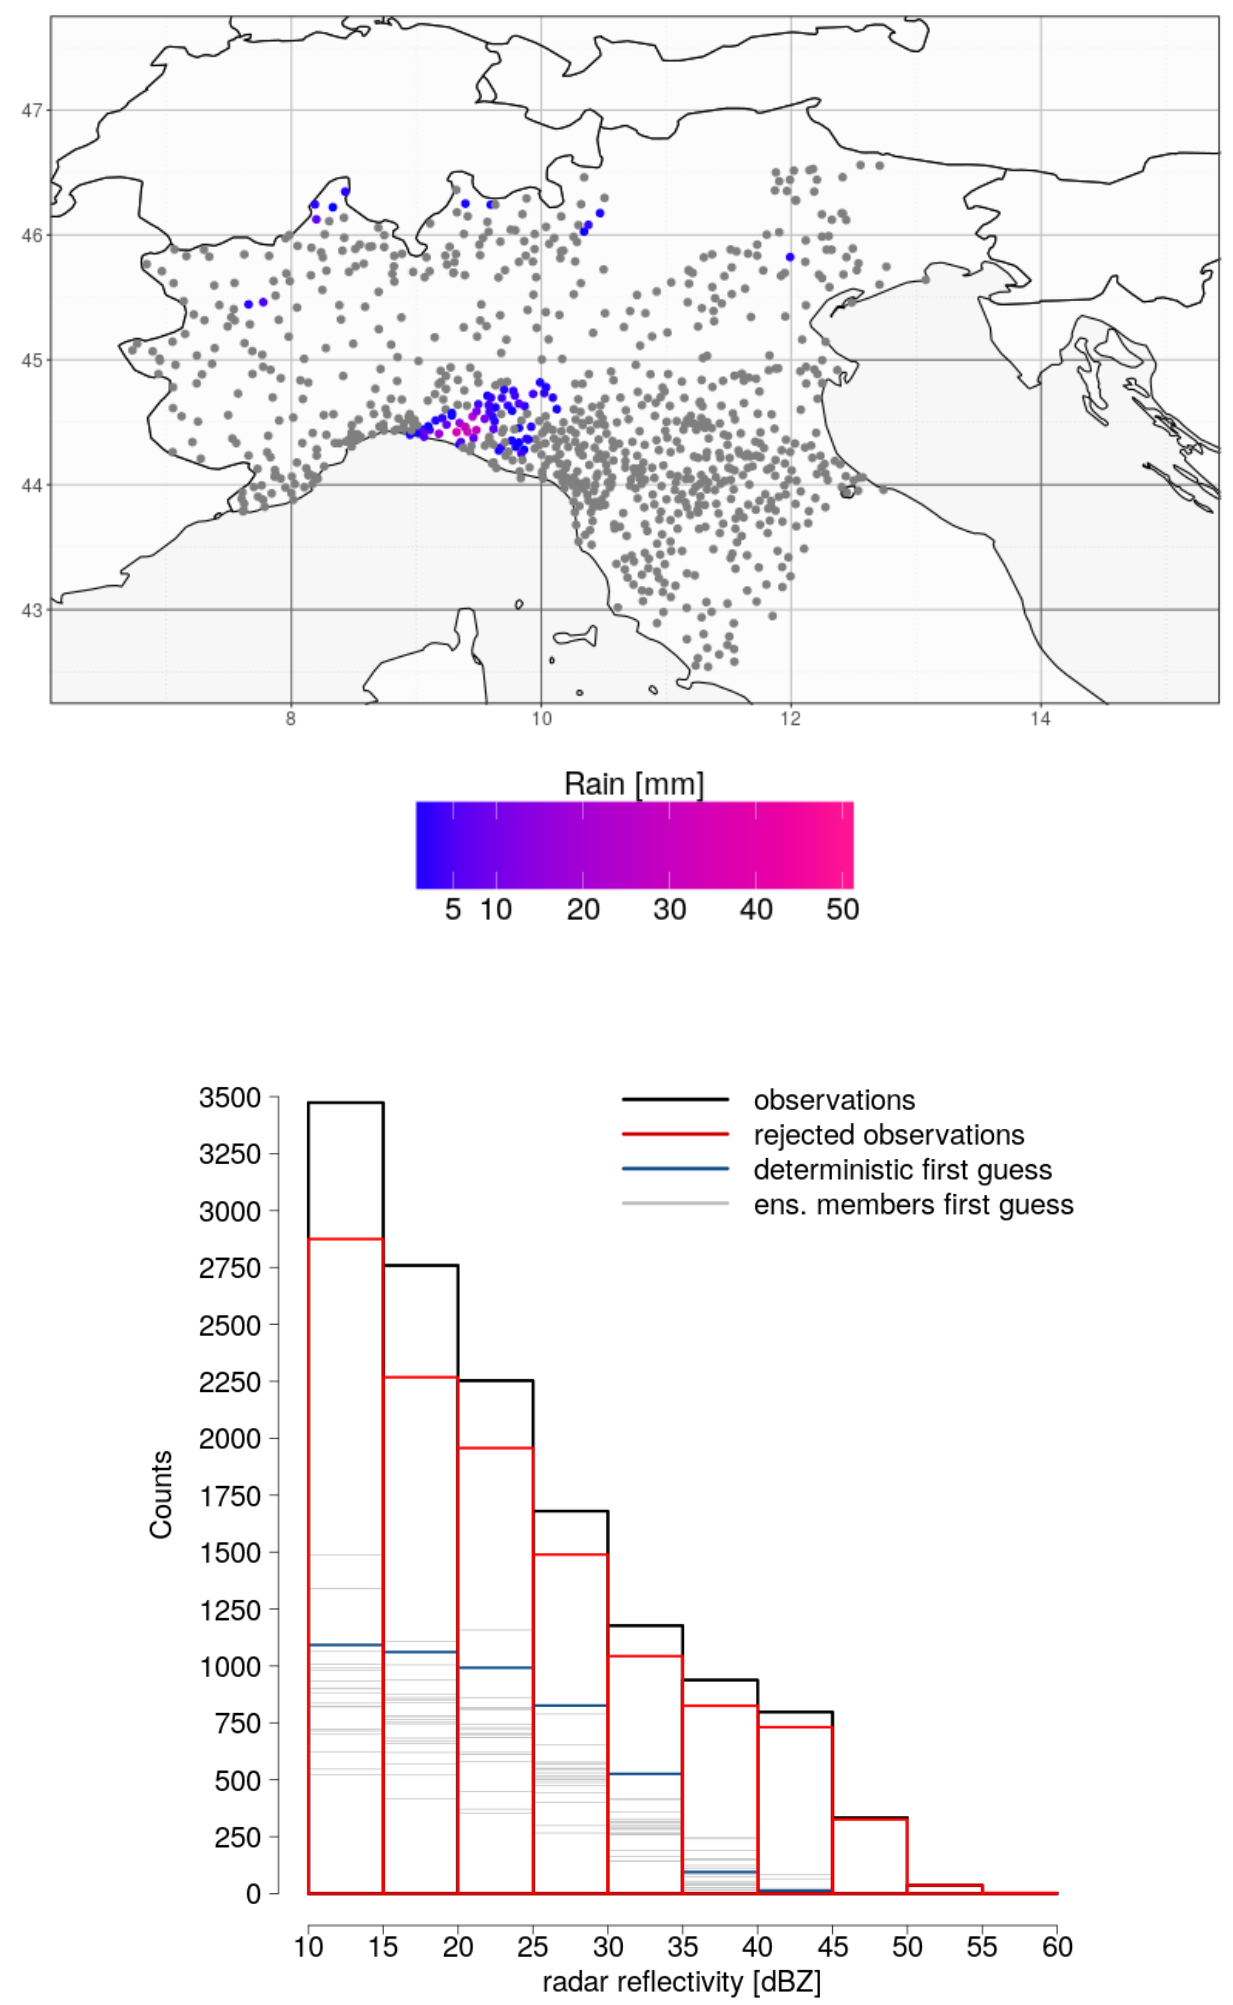 47
46
45
44
43
8 10 12 14
Rain [mm]
5 10 20 30 40 50
observations
rejected observations
deterministic first guess
ens. members first guess
3500
3250
3000
2750
2500
2250
2000
1750
1500
1250
1000
750
500
250
0
Counts
10 15 20 25 30 35 40 45 50 55 60
radar reflectivity [dBZ]